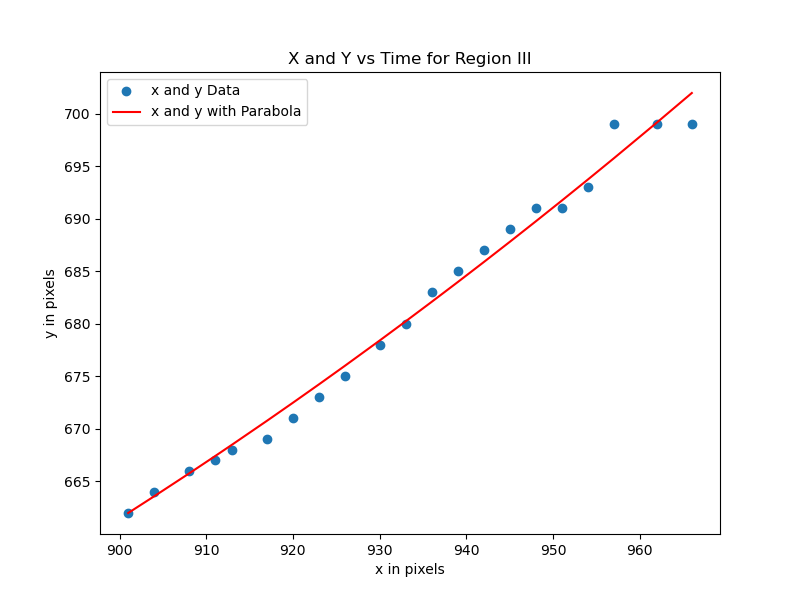 X and Y vs Time for Region III
x and y Data
x and y with Parabola
700
695
690
685
680
675
670
665
y in pixels
900 910 920 930 940 950 960
x in pixels